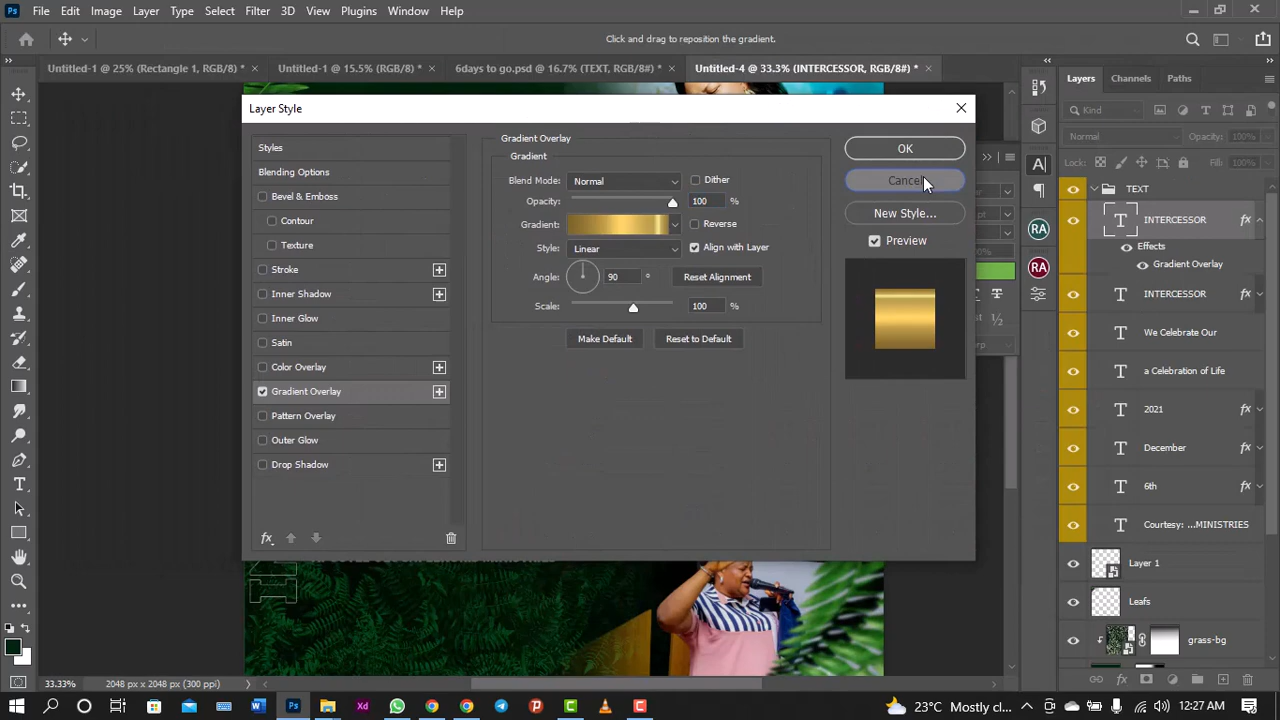 Ps File Edit Image Layer Type Select Filter 3D View Plugins Window Help
Click and drag to reposition the gradient.
Untitled-1 @ 25% (Rectangle 1, RGB/8) * × Untitled-1 @ 15.5% (RGB/8) * × 6days to go.psd @ 16.7% (TEXT, RGB/8#) * × Untitled-4 @ 33.3% (INTERCESSOR, RGB/8#) * ×
Layer Style
Styles
Blending Options
Bevel & Emboss
Contour
Texture
Stroke
Inner Shadow
Inner Glow
Satin
Color Overlay
Gradient Overlay
Pattern Overlay
Outer Glow
Drop Shadow
fx
Gradient Overlay
Gradient
Blend Mode: Normal Dither
Opacity: 100 %
Gradient: Reverse
Style: Linear Align with Layer
Angle: 90 ° Reset Alignment
Scale: 100 %
Make Default Reset to Default
OK
Cancel
New Style...
Preview
RA
RA
Layers Channels Paths
Kind
Normal Opacity: 100%
Lock: Fill: 100%
TEXT
INTERCESSOR fx
Effects
Gradient Overlay
INTERCESSOR fx
We Celebrate Our
a Celebration of Life
2021 fx
December fx
6th fx
Courtesy: ...MINISTRIES
Layer 1
Leafs
grass-bg
33.33% 2048 px x 2048 px (300 ppi)
23°C Mostly cl... 12:27 AM